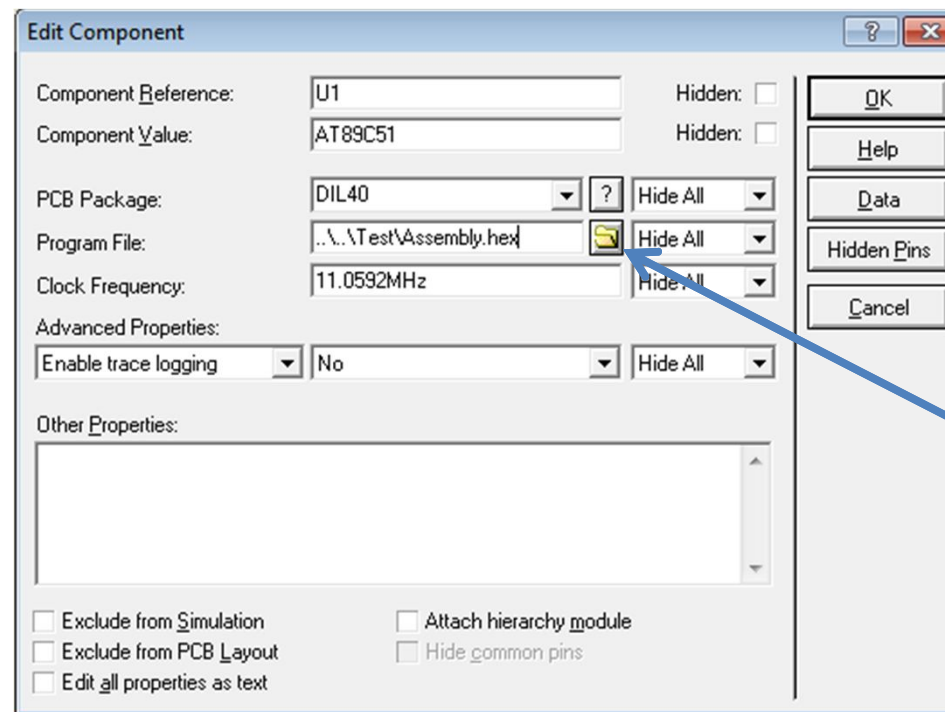 Edit Component
?
Component Reference: U1 Hidden: OK
Component Value: AT89C51 Hidden: Help
PCB Package: DIL40 ? Hide All Data
Program File: ..\..\Test\Assembly.hex Hide All Hidden Pins
Clock Frequency: 11.0592MHz Hide All Cancel
Advanced Properties:
Enable trace logging No Hide All
Other Properties:
Exclude from Simulation Attach hierarchy module
Exclude from PCB Layout Hide common pins
Edit all properties as text